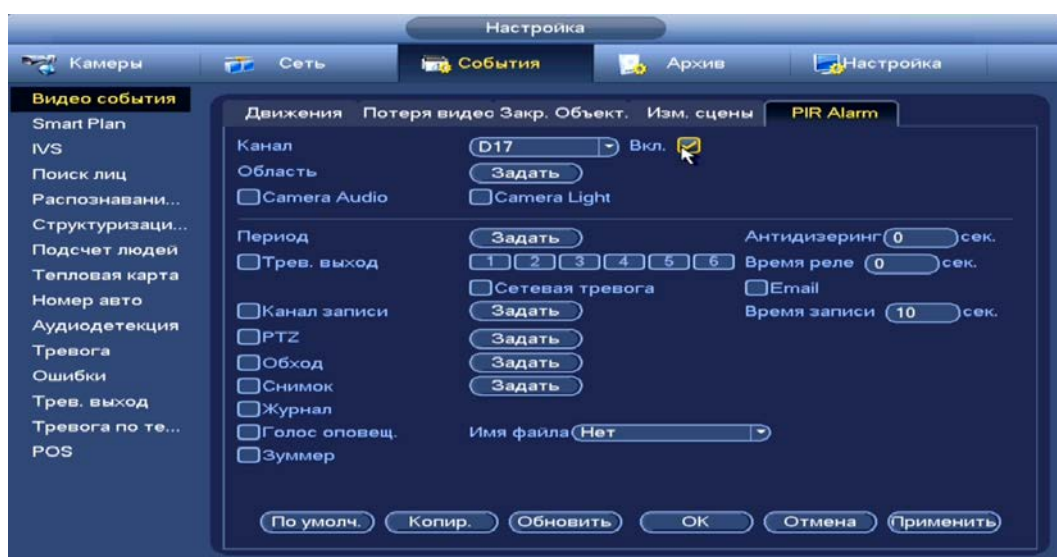 Настройка
Камеры Сеть События Архив Настройка
Видео события
Smart Plan
IVS
Поиск лиц
Распознавани...
Структуризаци...
Подсчет людей
Тепловая карта
Номер авто
Аудиодетекция
Тревога
Ошибки
Трев. выход
Тревога по те...
POS
Движения Потеря видео Закр. Объект. Изм. сцены PIR Alarm
Канал D17 Вкл.
Область Задать
Camera Audio Camera Light
Период Задать Антидизеринг 0 сек.
Трев. выход 1 2 3 4 5 6 Время реле 0 сек.
Сетевая тревога Email
Канал записи Задать Время записи 10 сек.
PTZ Задать
Обход Задать
Снимок Задать
Журнал
Голос оповещ. Имя файла Нет
Зуммер
По умолч. Копир. Обновить OK Отмена Применить